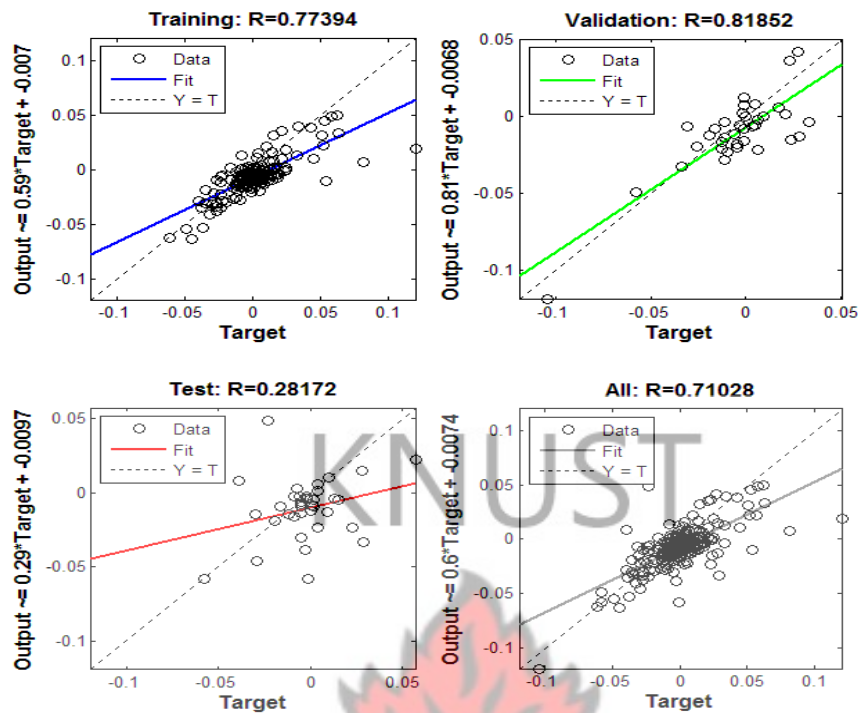 Training: R=0.77394
Output ~= 0.59*Target + -0.007
Data
Fit
Y = T
0.1
0.05
0
-0.05
-0.1
-0.1
-0.05
0
0.05
0.1
Target
Validation: R=0.81852
Output ~= 0.81*Target + -0.0068
Data
Fit
Y = T
0.05
0
-0.05
-0.1
-0.1
-0.05
0
0.05
Target
Test: R=0.28172
Output ~= 0.29*Target + -0.0097
Data
Fit
Y = T
0.05
0
-0.05
-0.1
-0.1
-0.05
0
0.05
Target
All: R=0.71028
Output ~= 0.6*Target + -0.0074
Data
Fit
Y = T
0.1
0.05
0
-0.05
-0.1
-0.1
-0.05
0
0.05
0.1
Target
KNUST